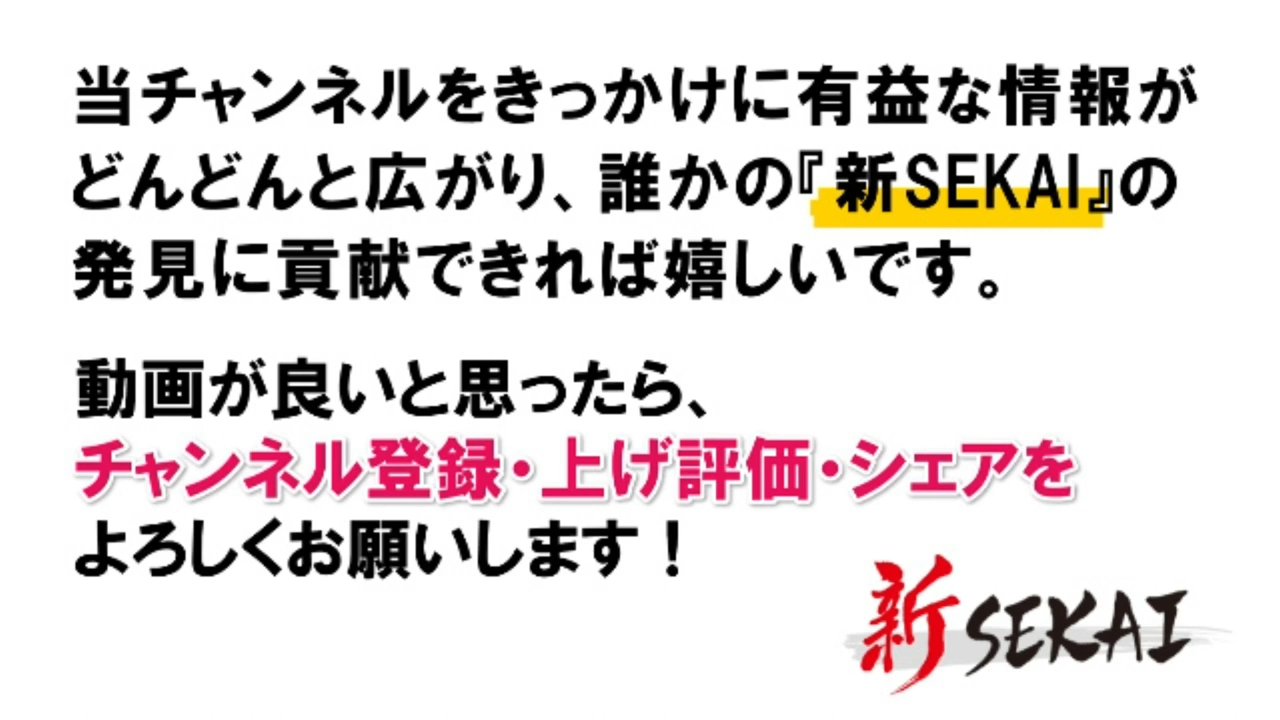 当チャンネルをきっかけに有益な情報が
どんどんと広がり、誰かの『新SEKAI』の
発見に貢献できれば嬉しいです。
動画が良いと思ったら、
チャンネル登録・上げ評価・シェアを
よろしくお願いします！
新SEKAI